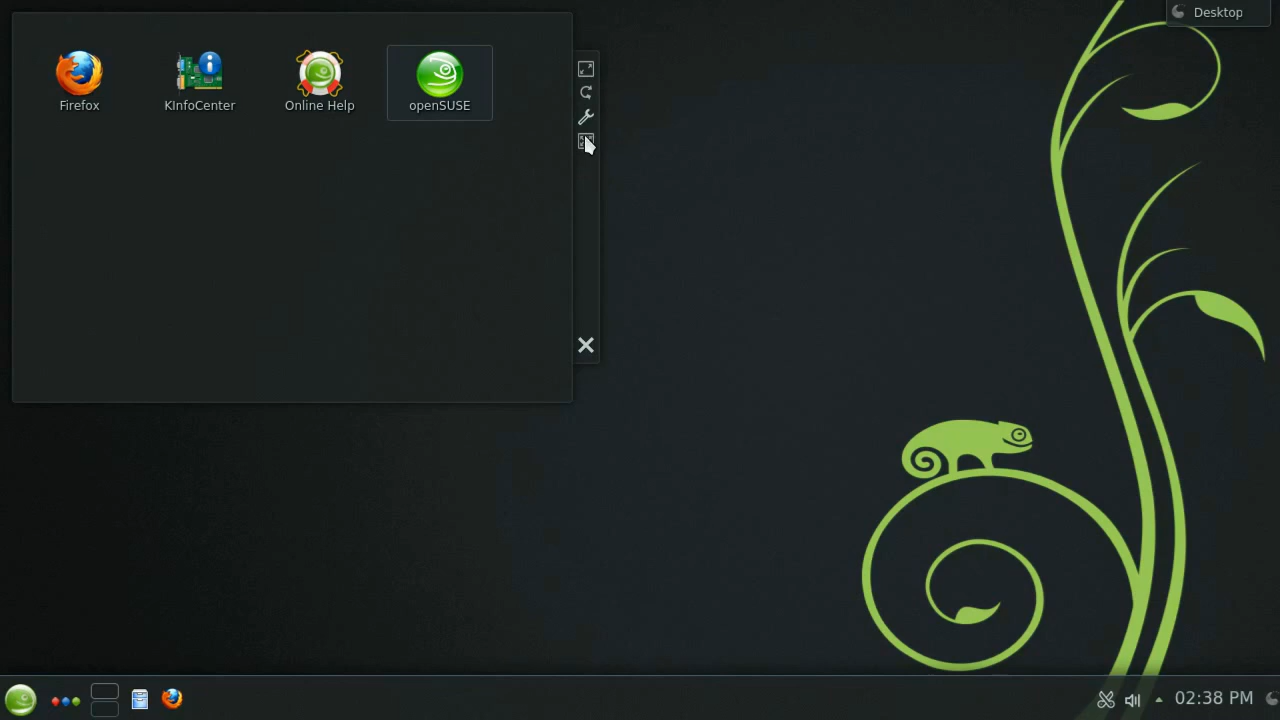 Desktop
Firefox
KInfoCenter
Online Help
openSUSE
02:38 PM